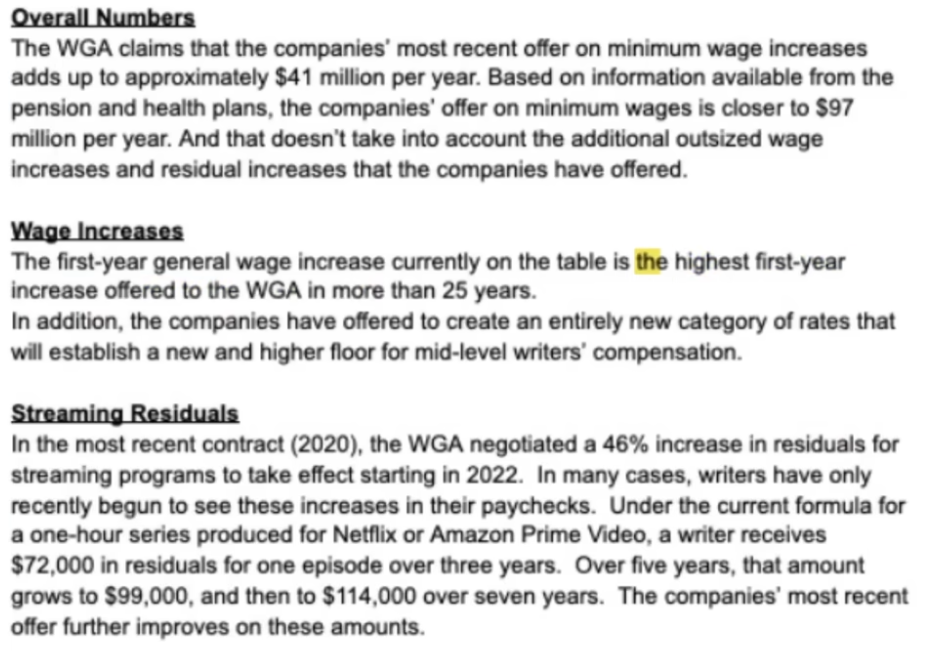 Overall Numbers
The WGA claims that the companies' most recent offer on minimum wage increases
adds up to approximately $41 million per year. Based on information available from the
pension and health plans, the companies' offer on minimum wages is closer to $97
million per year. And that doesn't take into account the additional outsized wage
increases and residual increases that the companies have offered.
Wage Increases
The first-year general wage increase currently on the table is the highest first-year
increase offered to the WGA in more than 25 years.
In addition, the companies have offered to create an entirely new category of rates that
will establish a new and higher floor for mid-level writers' compensation.
Streaming Residuals
In the most recent contract (2020), the WGA negotiated a 46% increase in residuals for
streaming programs to take effect starting in 2022. In many cases, writers have only
recently begun to see these increases in their paychecks. Under the current formula for
a one-hour series produced for Netflix or Amazon Prime Video, a writer receives
$72,000 in residuals for one episode over three years. Over five years, that amount
grows to $99,000, and then to $114,000 over seven years. The companies' most recent
offer further improves on these amounts.